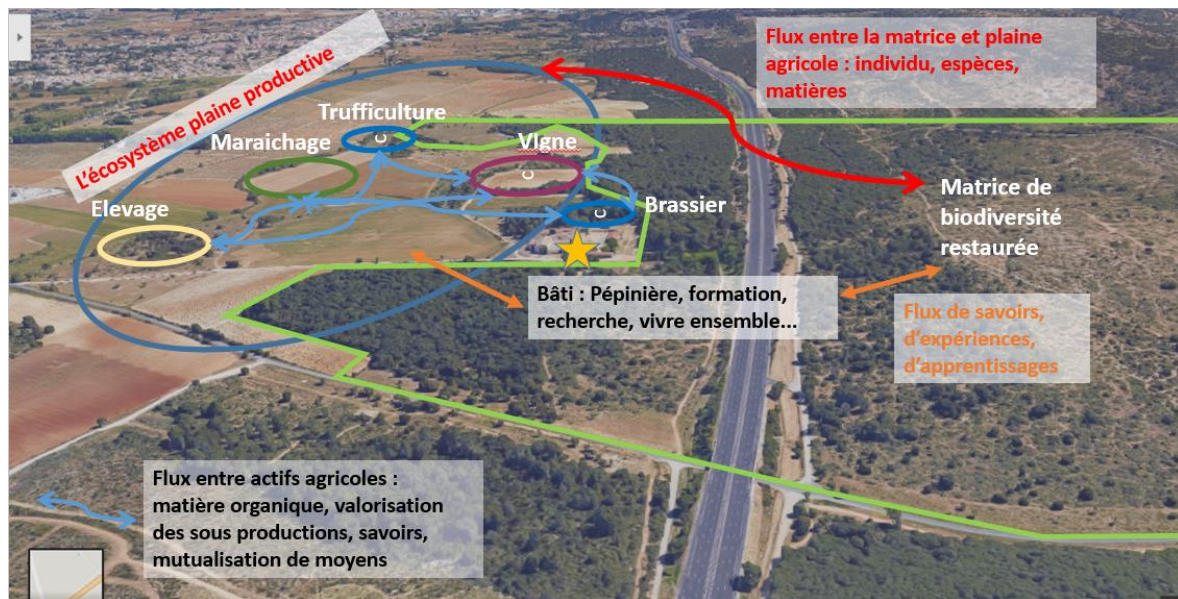 L'écosystème plaine productive
Flux entre la matrice et plaine
agricole : individu, espèces,
matières
Trufficulture
C
Maraichage
VIgne
C
Elevage
Brassier
C
Matrice de
biodiversité
restaurée
Bâti : Pépinière, formation,
recherche, vivre ensemble...
Flux de savoirs,
d'expériences,
d'apprentissages
Flux entre actifs agricoles :
matière organique, valorisation
des sous productions, savoirs,
mutualisation de moyens